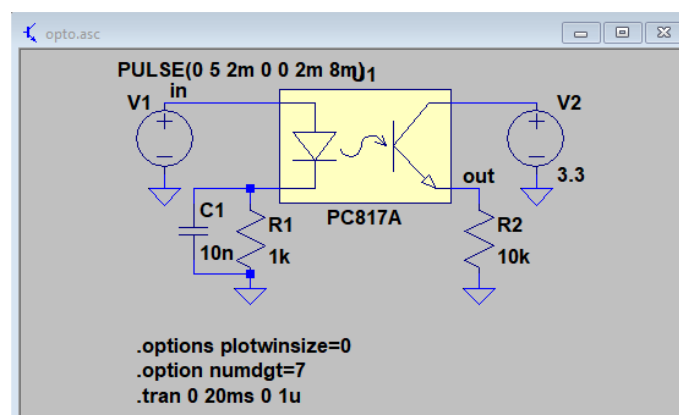 opto.asc
PULSE(0 5 2m 0 0 2m 8m)
U1
in
V1
V2
3.3
out
C1
10n
R1
1k
PC817A
R2
10k
.options plotwinsize=0
.option numdgt=7
.tran 0 20ms 0 1u